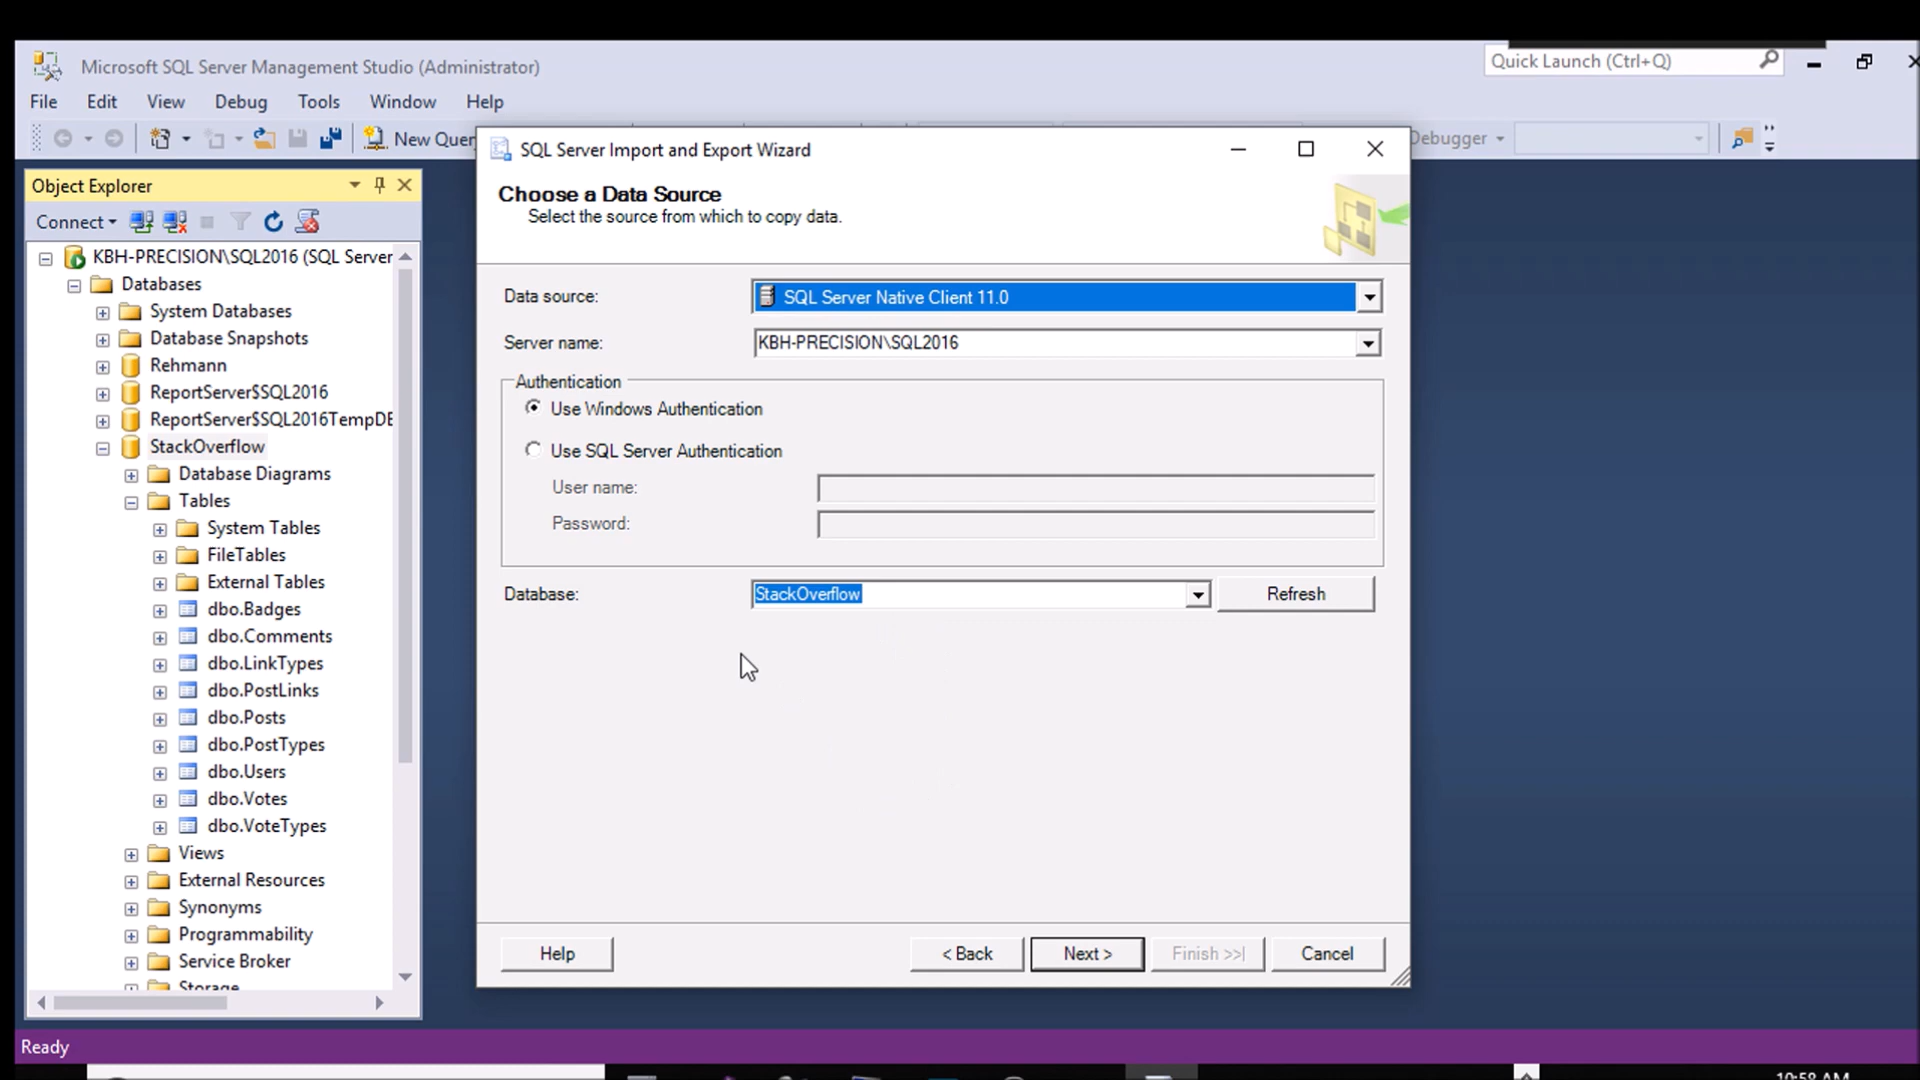 Microsoft SQL Server Management Studio (Administrator)
Quick Launch (Ctrl+Q)
File Edit View Debug Tools Window Help
New Quer
Debugger
SQL Server Import and Export Wizard
Choose a Data Source
Select the source from which to copy data.
Data source:
SQL Server Native Client 11.0
Server name:
KBH-PRECISION\SQL2016
Authentication
Use Windows Authentication
Use SQL Server Authentication
User name:
Password:
Database:
StackOverflow
Refresh
Help
< Back
Next >
Finish >>|
Cancel
Object Explorer
Connect
KBH-PRECISION\SQL2016 (SQL Server
Databases
System Databases
Database Snapshots
Rehmann
ReportServer$SQL2016
ReportServer$SQL2016TempDB
StackOverflow
Database Diagrams
Tables
System Tables
FileTables
External Tables
dbo.Badges
dbo.Comments
dbo.LinkTypes
dbo.PostLinks
dbo.Posts
dbo.PostTypes
dbo.Users
dbo.Votes
dbo.VoteTypes
Views
External Resources
Synonyms
Programmability
Service Broker
Storage
Ready
10:58 AM